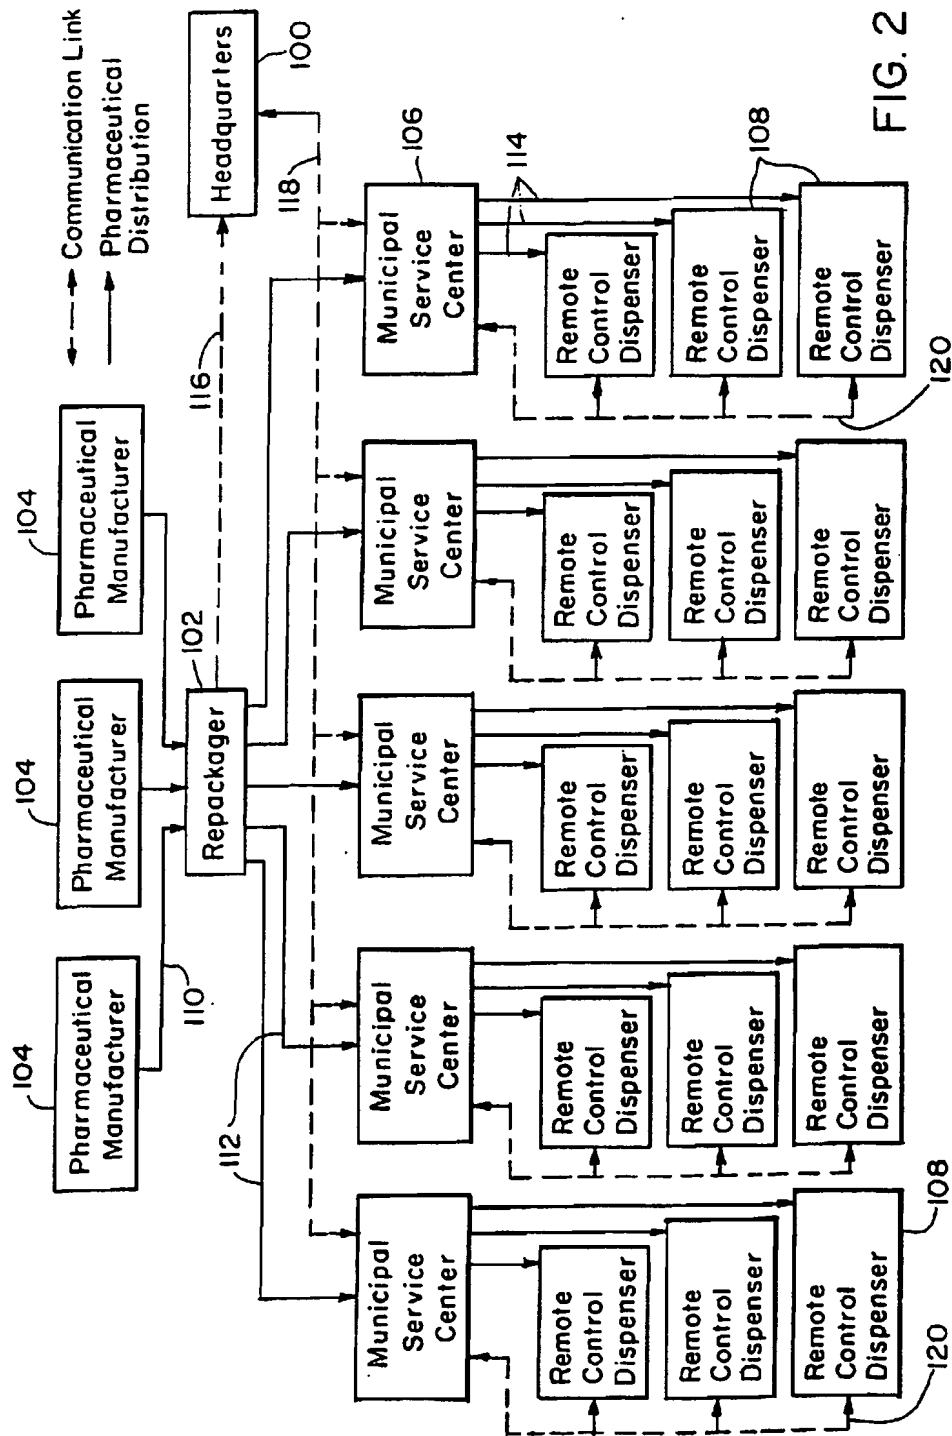 104
Pharmaceutical
Manufacturer
104
Pharmaceutical
Manufacturer
104
Pharmaceutical
Manufacturer
Communication Link
Pharmaceutical
Distribution
110
Repackager
102
116
Headquarters
100
112
118
Municipal
Service
Center
Municipal
Service
Center
Municipal
Service
Center
Municipal
Service
Center
Municipal
Service
Center
106
114
Remote
Control
Dispenser
Remote
Control
Dispenser
Remote
Control
Dispenser
Remote
Control
Dispenser
Remote
Control
Dispenser
Remote
Control
Dispenser
Remote
Control
Dispenser
Remote
Control
Dispenser
Remote
Control
Dispenser
Remote
Control
Dispenser
108
Remote
Control
Dispenser
Remote
Control
Dispenser
Remote
Control
Dispenser
Remote
Control
Dispenser
Remote
Control
Dispenser
120
108
120
FIG. 2